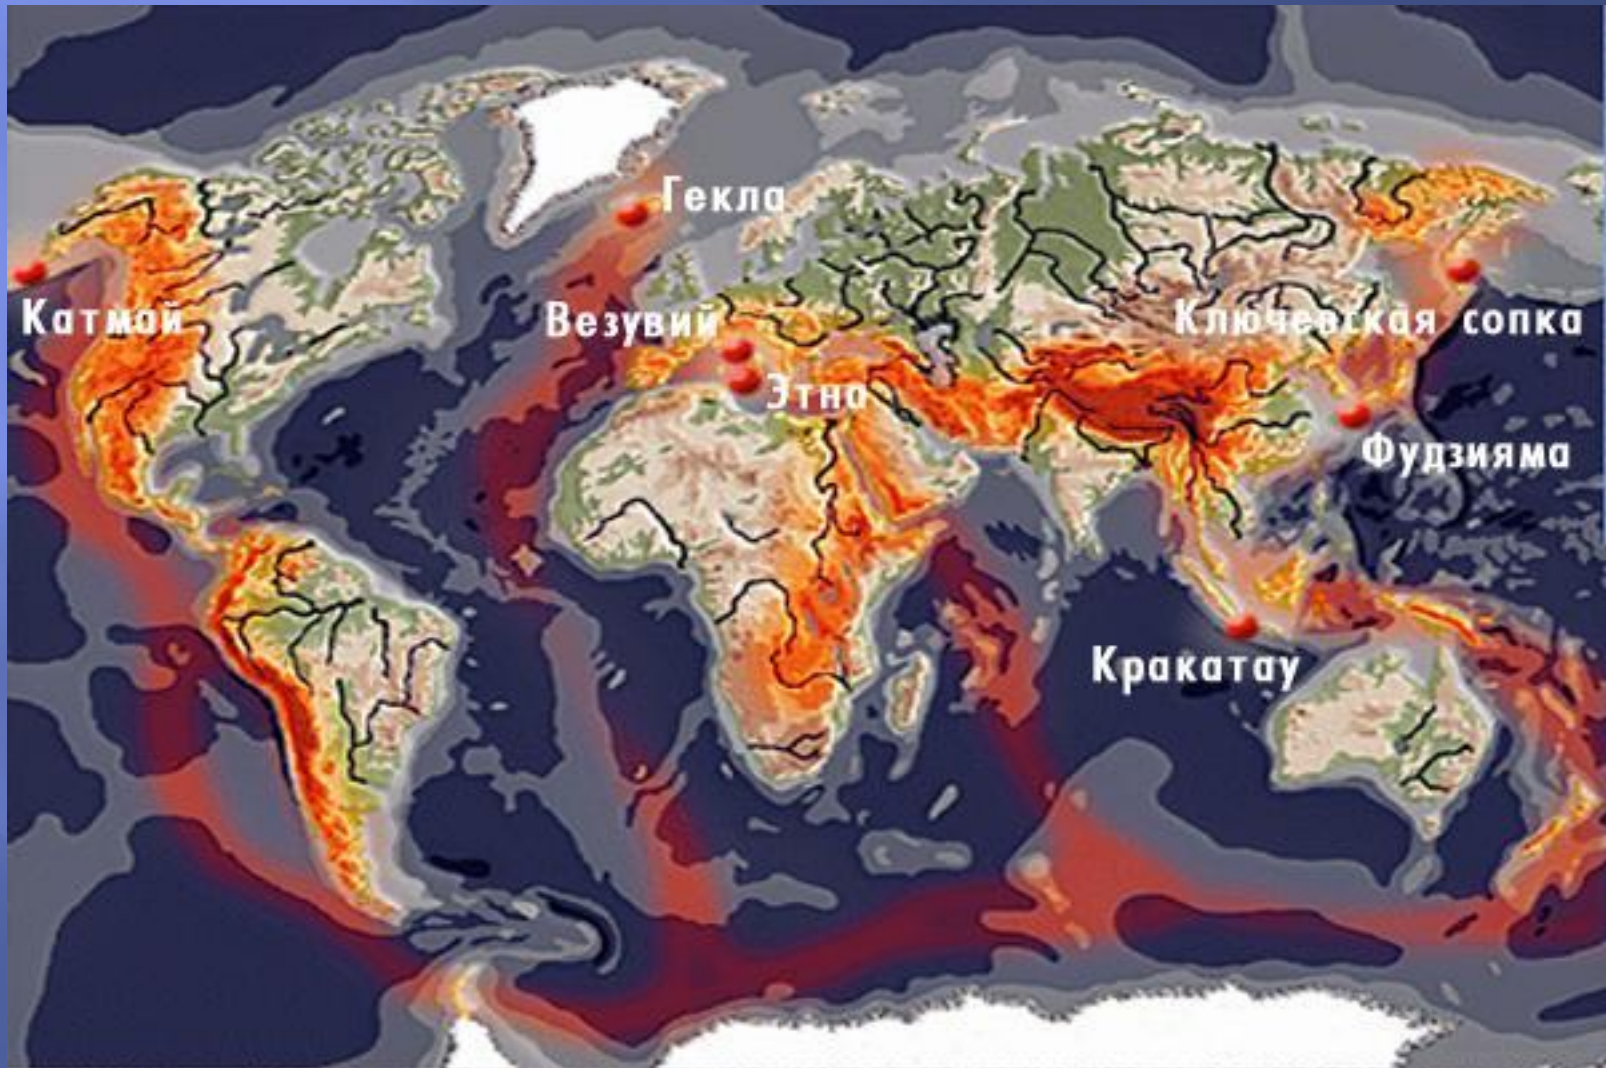 Гекла
Катмай
Везувий
Ключевская сопка
Этна
Фудзияма
Кракатау